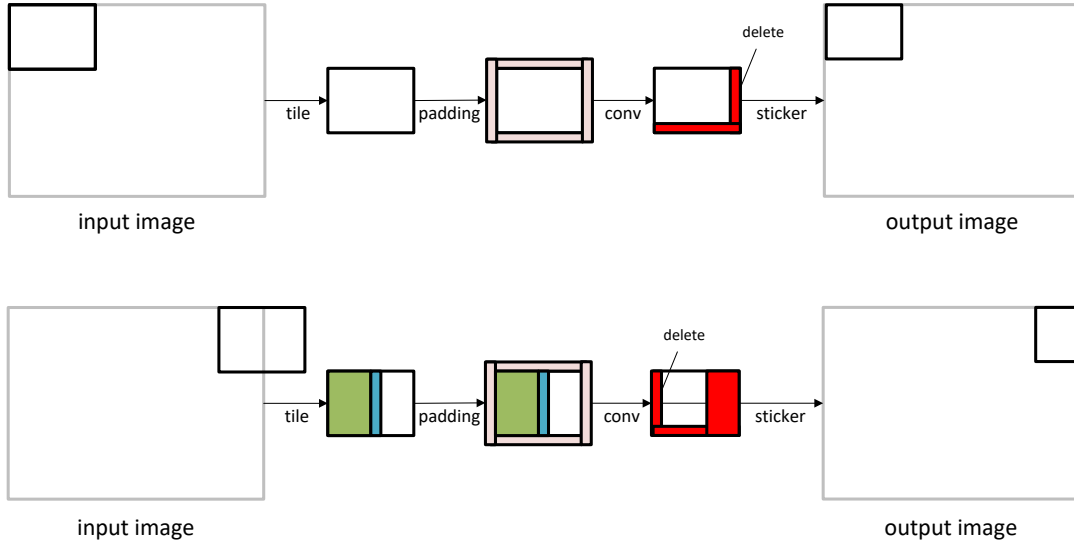 delete
tile
padding
conv
sticker
input image
output image
delete
tile
padding
conv
sticker
input image
output image